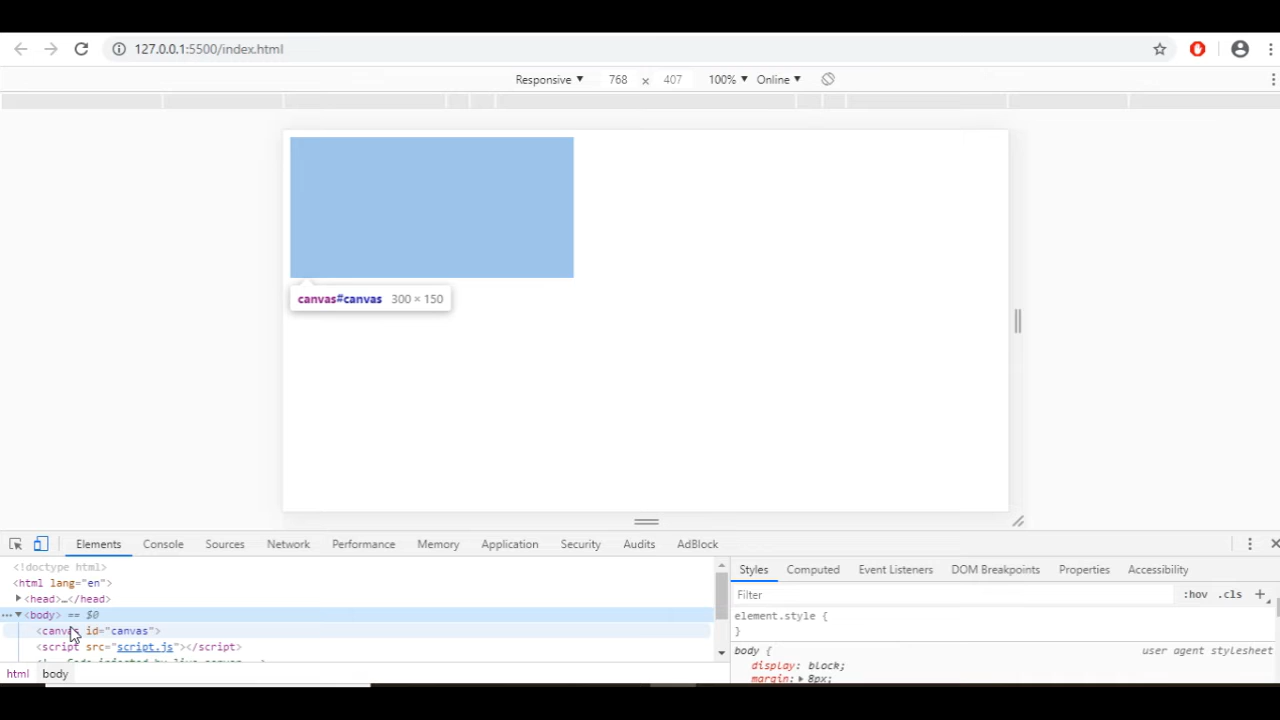 127.0.0.1:5500/index.html
Responsive ▼ 768 x 407 100% ▼ Online ▼
canvas#canvas 300 × 150
Elements Console Sources Network Performance Memory Application Security Audits AdBlock
<!doctype html>
<html lang="en">
<head>…</head>
<body> == $0
<canvas id="canvas">
<script src="script.js"></script>
html body
Styles Computed Event Listeners DOM Breakpoints Properties Accessibility
Filter :hov .cls +
element.style {
}
body { user agent stylesheet
display: block;
margin: 8px;